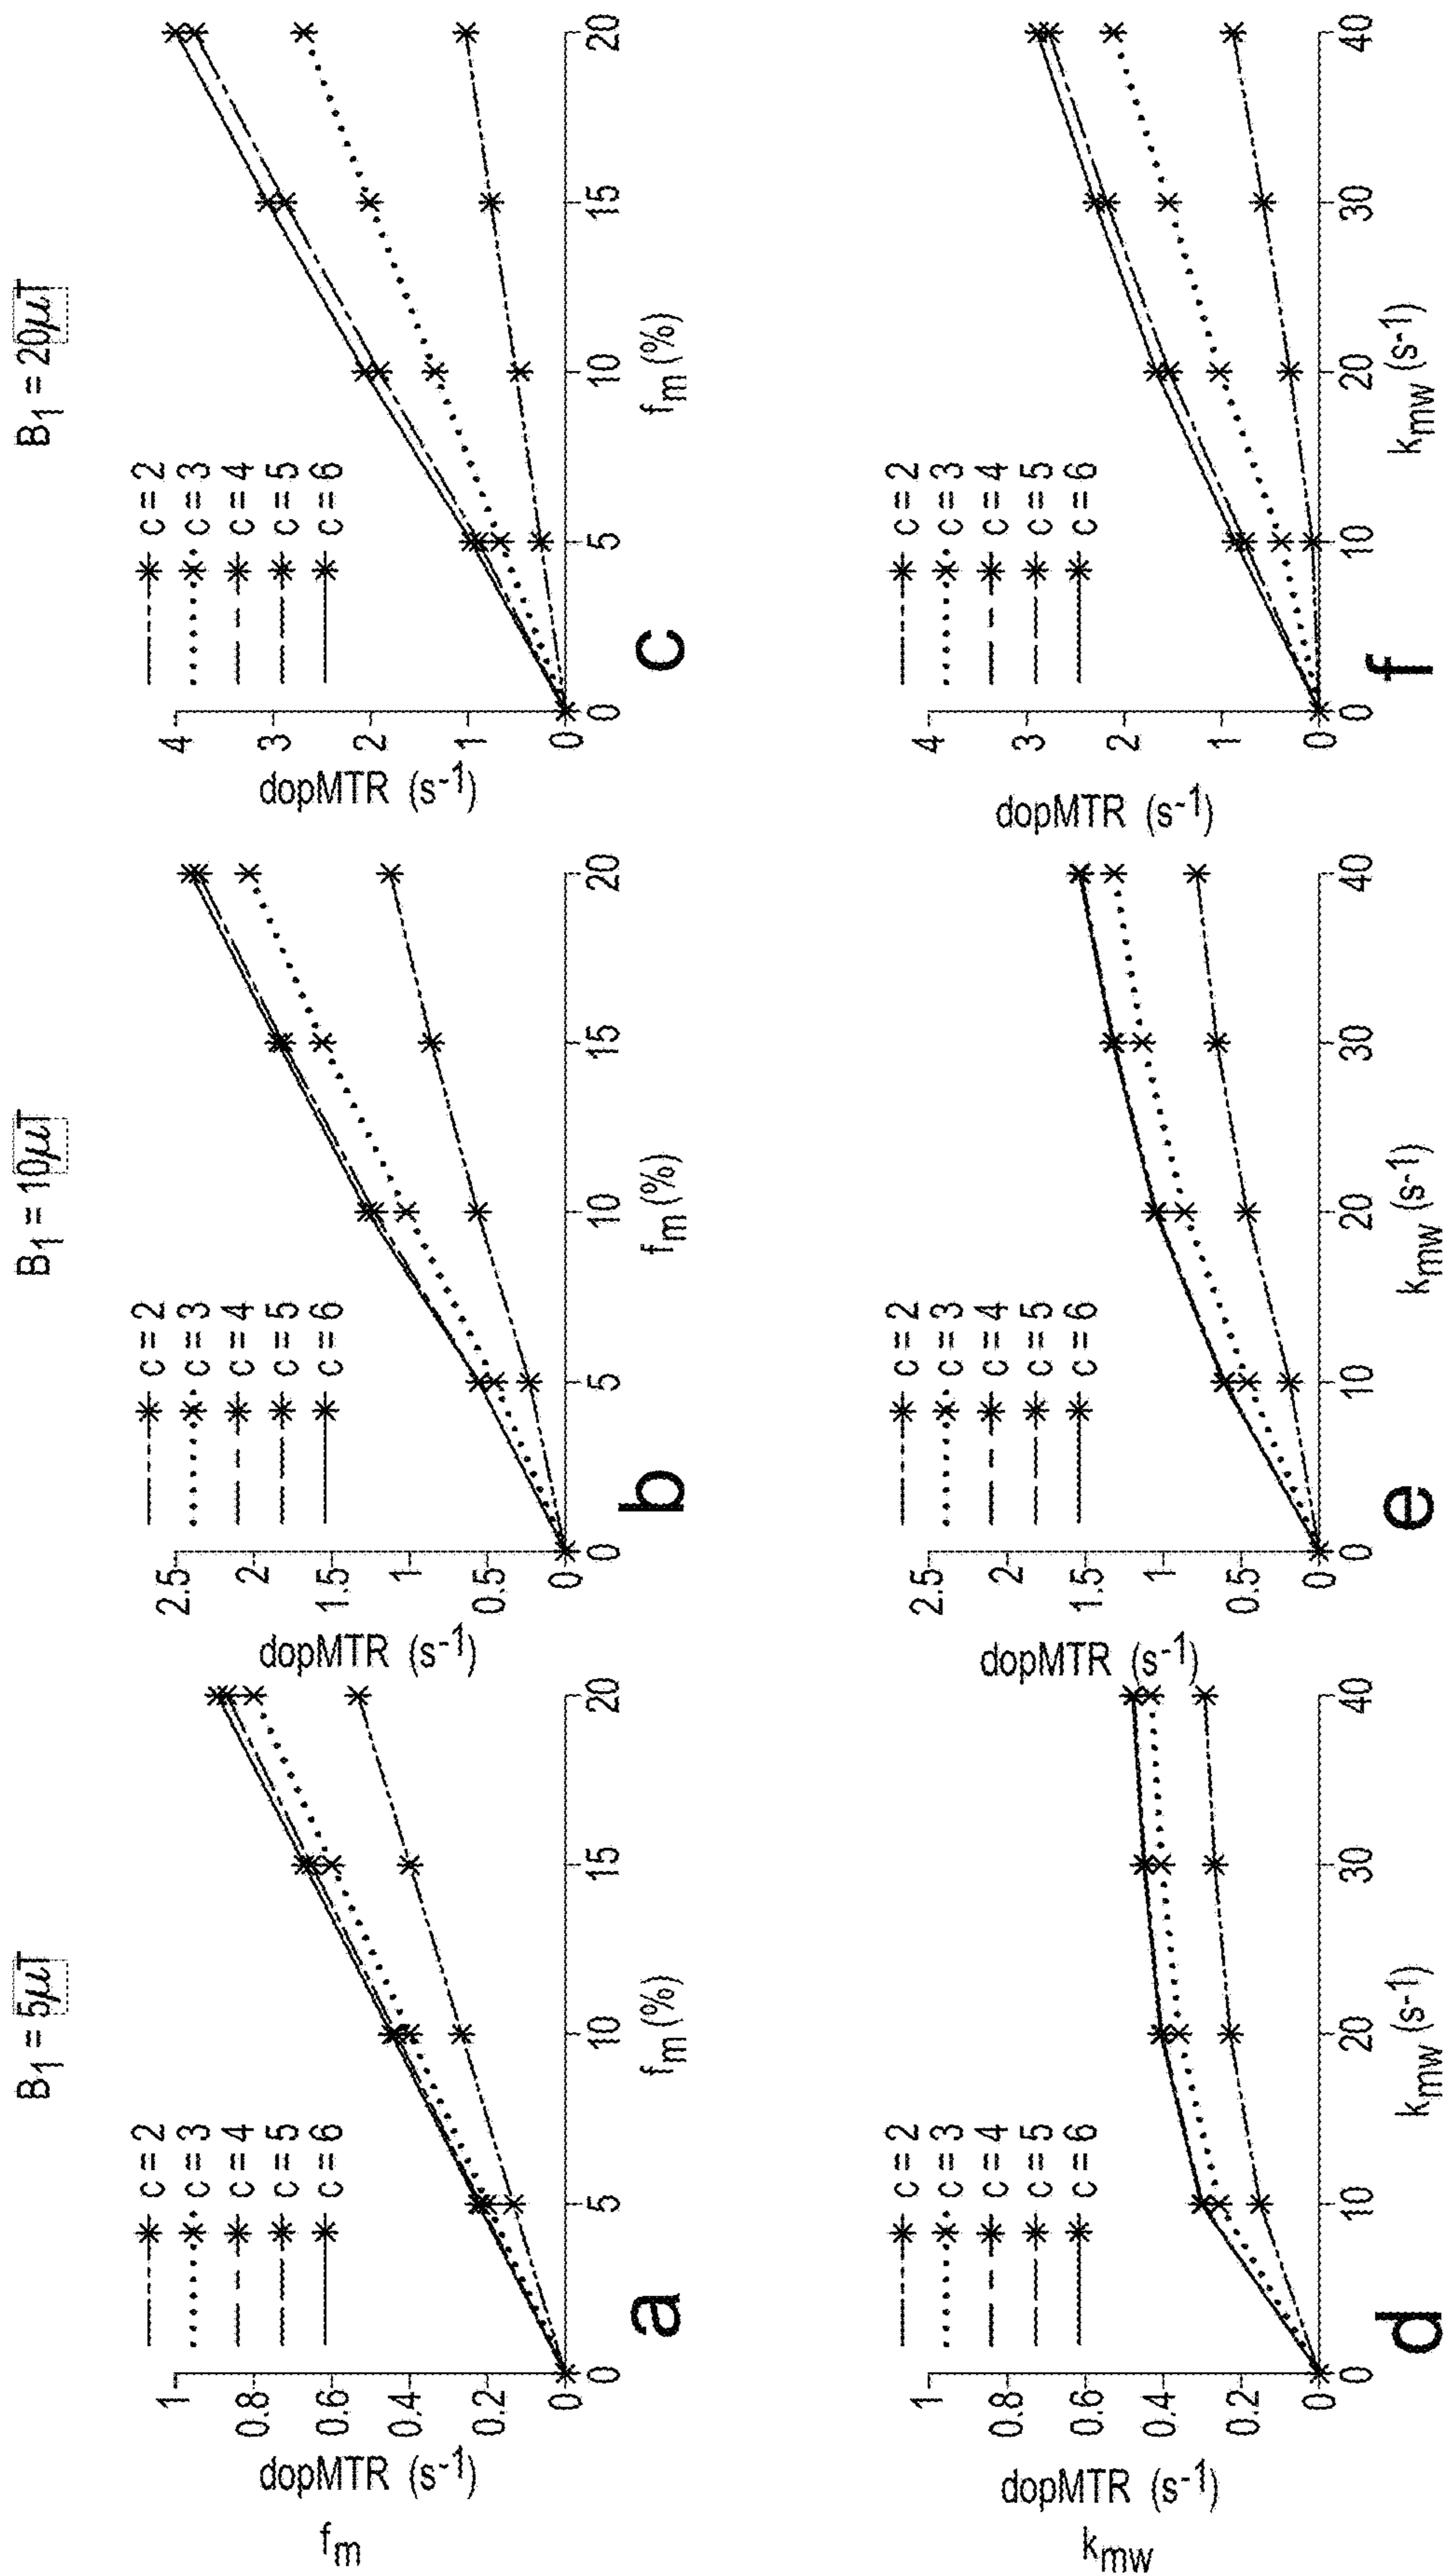 B1 = 5μT
B1 = 10μT
B1 = 20μT
fm
dopMTR (s-1)
1
0.8
0.6
0.4
0.2
0
c = 2
c = 3
c = 4
c = 5
c = 6
0 5 10 15 20
fm (%)
a
dopMTR (s-1)
2.5
2
1.5
1
0.5
0
c = 2
c = 3
c = 4
c = 5
c = 6
0 5 10 15 20
fm (%)
b
dopMTR (s-1)
4
3
2
1
0
c = 2
c = 3
c = 4
c = 5
c = 6
0 5 10 15 20
fm (%)
c
kmw
dopMTR (s-1)
1
0.8
0.6
0.4
0.2
0
c = 2
c = 3
c = 4
c = 5
c = 6
0 10 20 30 40
kmw (s-1)
d
dopMTR (s-1)
2.5
2
1.5
1
0.5
0
c = 2
c = 3
c = 4
c = 5
c = 6
0 10 20 30 40
kmw (s-1)
e
dopMTR (s-1)
4
3
2
1
0
c = 2
c = 3
c = 4
c = 5
c = 6
0 10 20 30 40
kmw (s-1)
f